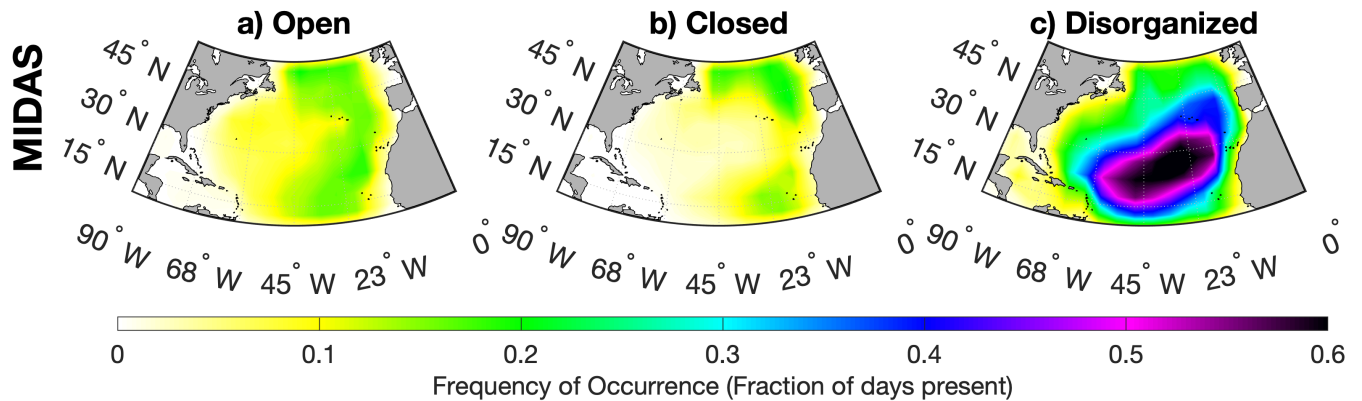 MIDAS
a) Open
b) Closed
c) Disorganized
45° N
30° N
15° N
90° W
68° W
45° W
23° W
0°
45° N
30° N
15° N
90° W
68° W
45° W
23° W
0°
45° N
30° N
15° N
90° W
68° W
45° W
23° W
0°
0 0.1 0.2 0.3 0.4 0.5 0.6
Frequency of Occurrence (Fraction of days present)